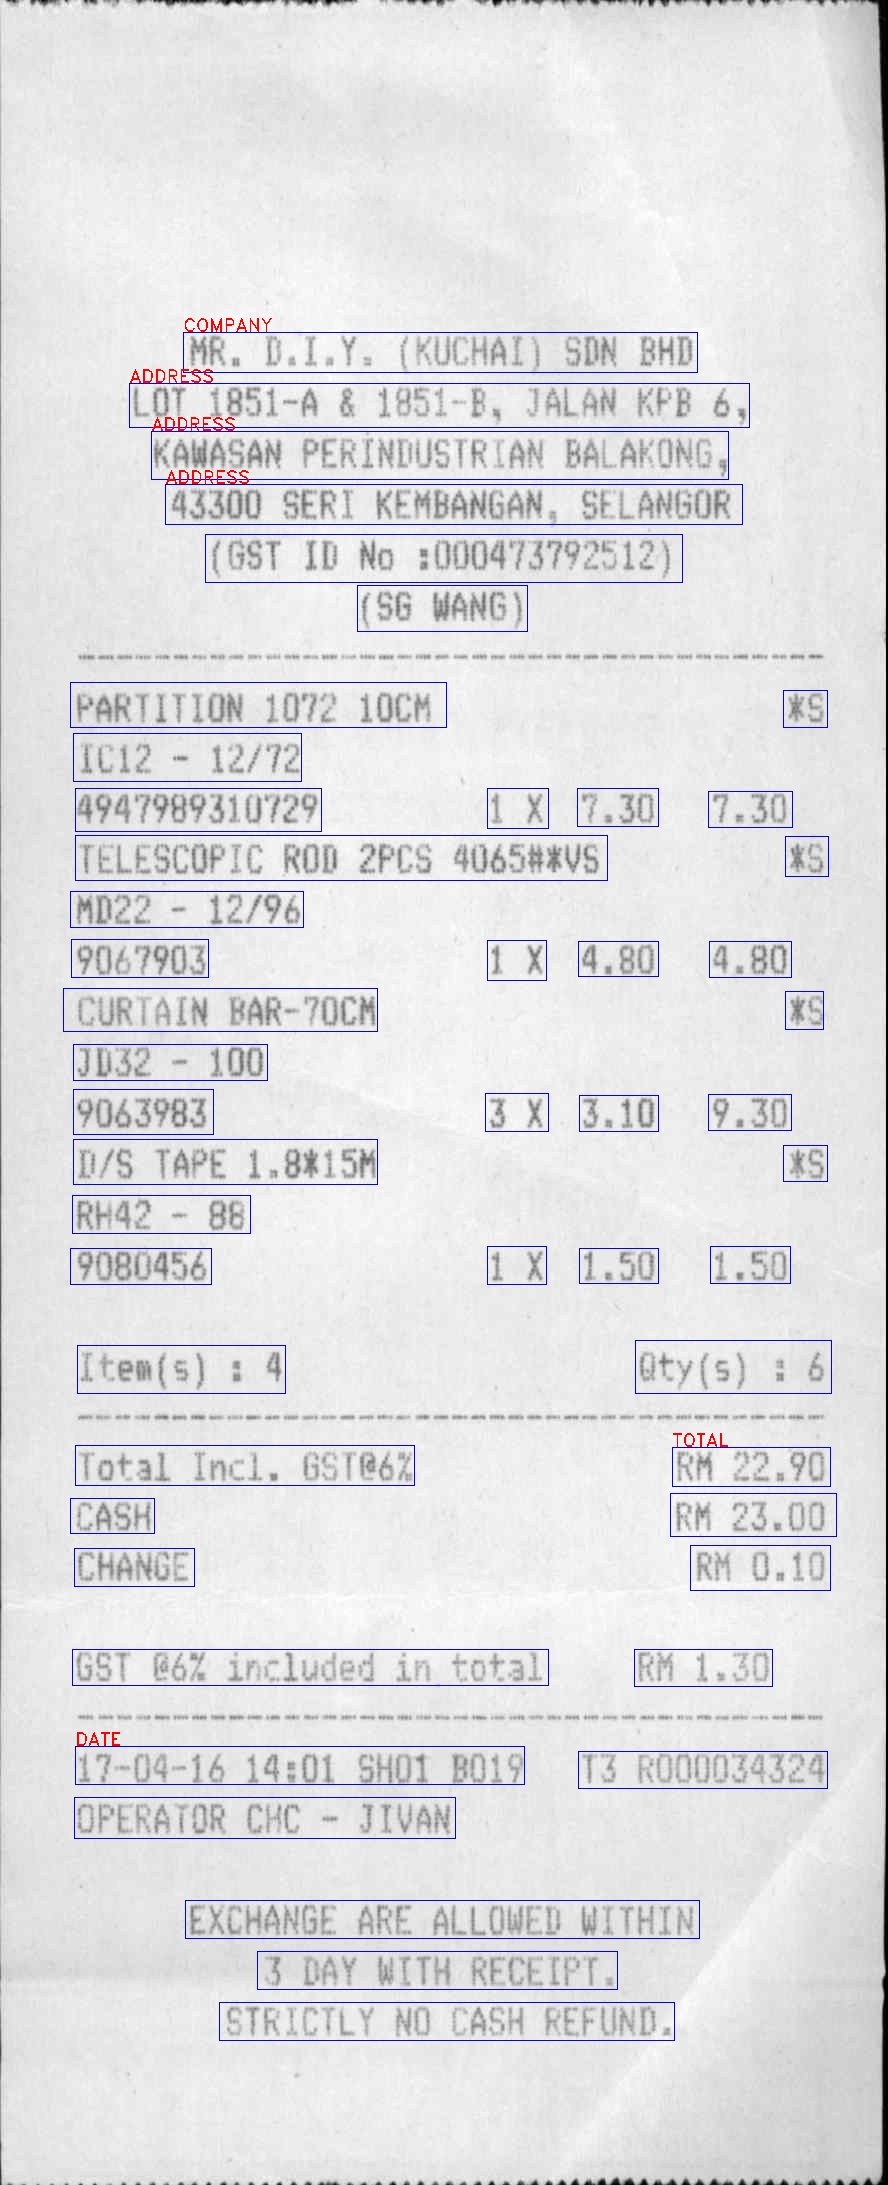 COMPANY
MR. D.I.Y. (KUCHAI) SDN BHD
ADDRESS
LOT 1851-A & 1851-B, JALAN KPB 6,
ADDRESS
KAWASAN PERINDUSTRIAN BALAKONG,
ADDRESS
43300 SERI KEMBANGAN, SELANGOR
(GST ID No :000473792512)
(SG WANG)
PARTITION 1072 10CM *S
IC12 - 12/72
4947989310729 1 X 7.30 7.30
TELESCOPIC ROD 2PCS 4065#*VS *S
MD22 - 12/96
9067903 1 X 4.80 4.80
CURTAIN BAR-70CM *S
JD32 - 100
9063983 3 X 3.10 9.30
D/S TAPE 1.8*15M *S
RH42 - 88
9080456 1 X 1.50 1.50
Item(s) : 4 Qty(s) : 6
TOTAL
Total Incl. GST@6% RM 22.90
CASH RM 23.00
CHANGE RM 0.10
GST @6% included in total RM 1.30
DATE
17-04-16 14:01 SH01 B019 T3 R000034324
OPERATOR CHC - JIVAN
EXCHANGE ARE ALLOWED WITHIN
3 DAY WITH RECEIPT.
STRICTLY NO CASH REFUND.